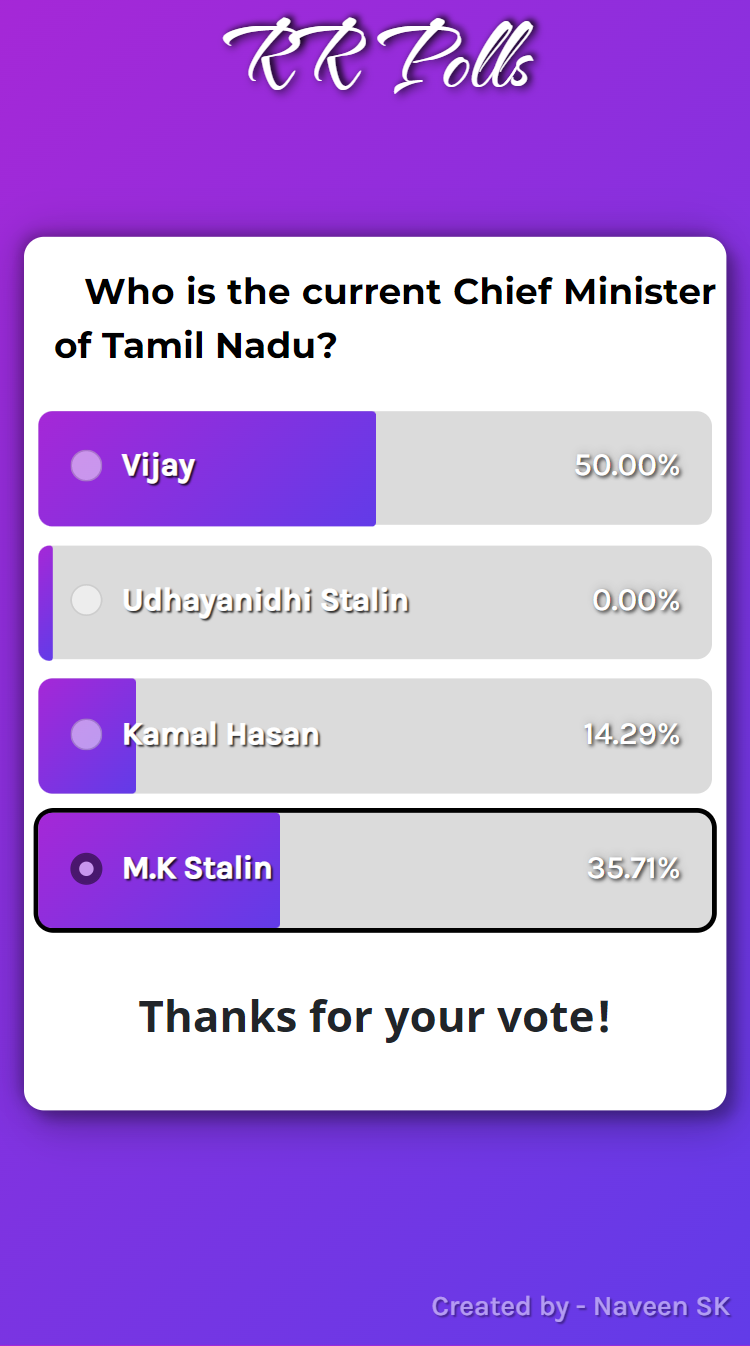 RR Polls
Who is the current Chief Minister
of Tamil Nadu?
Vijay 50.00%
Udhayanidhi Stalin 0.00%
Kamal Hasan 14.29%
M.K Stalin 35.71%
Thanks for your vote!
Created by - Naveen SK